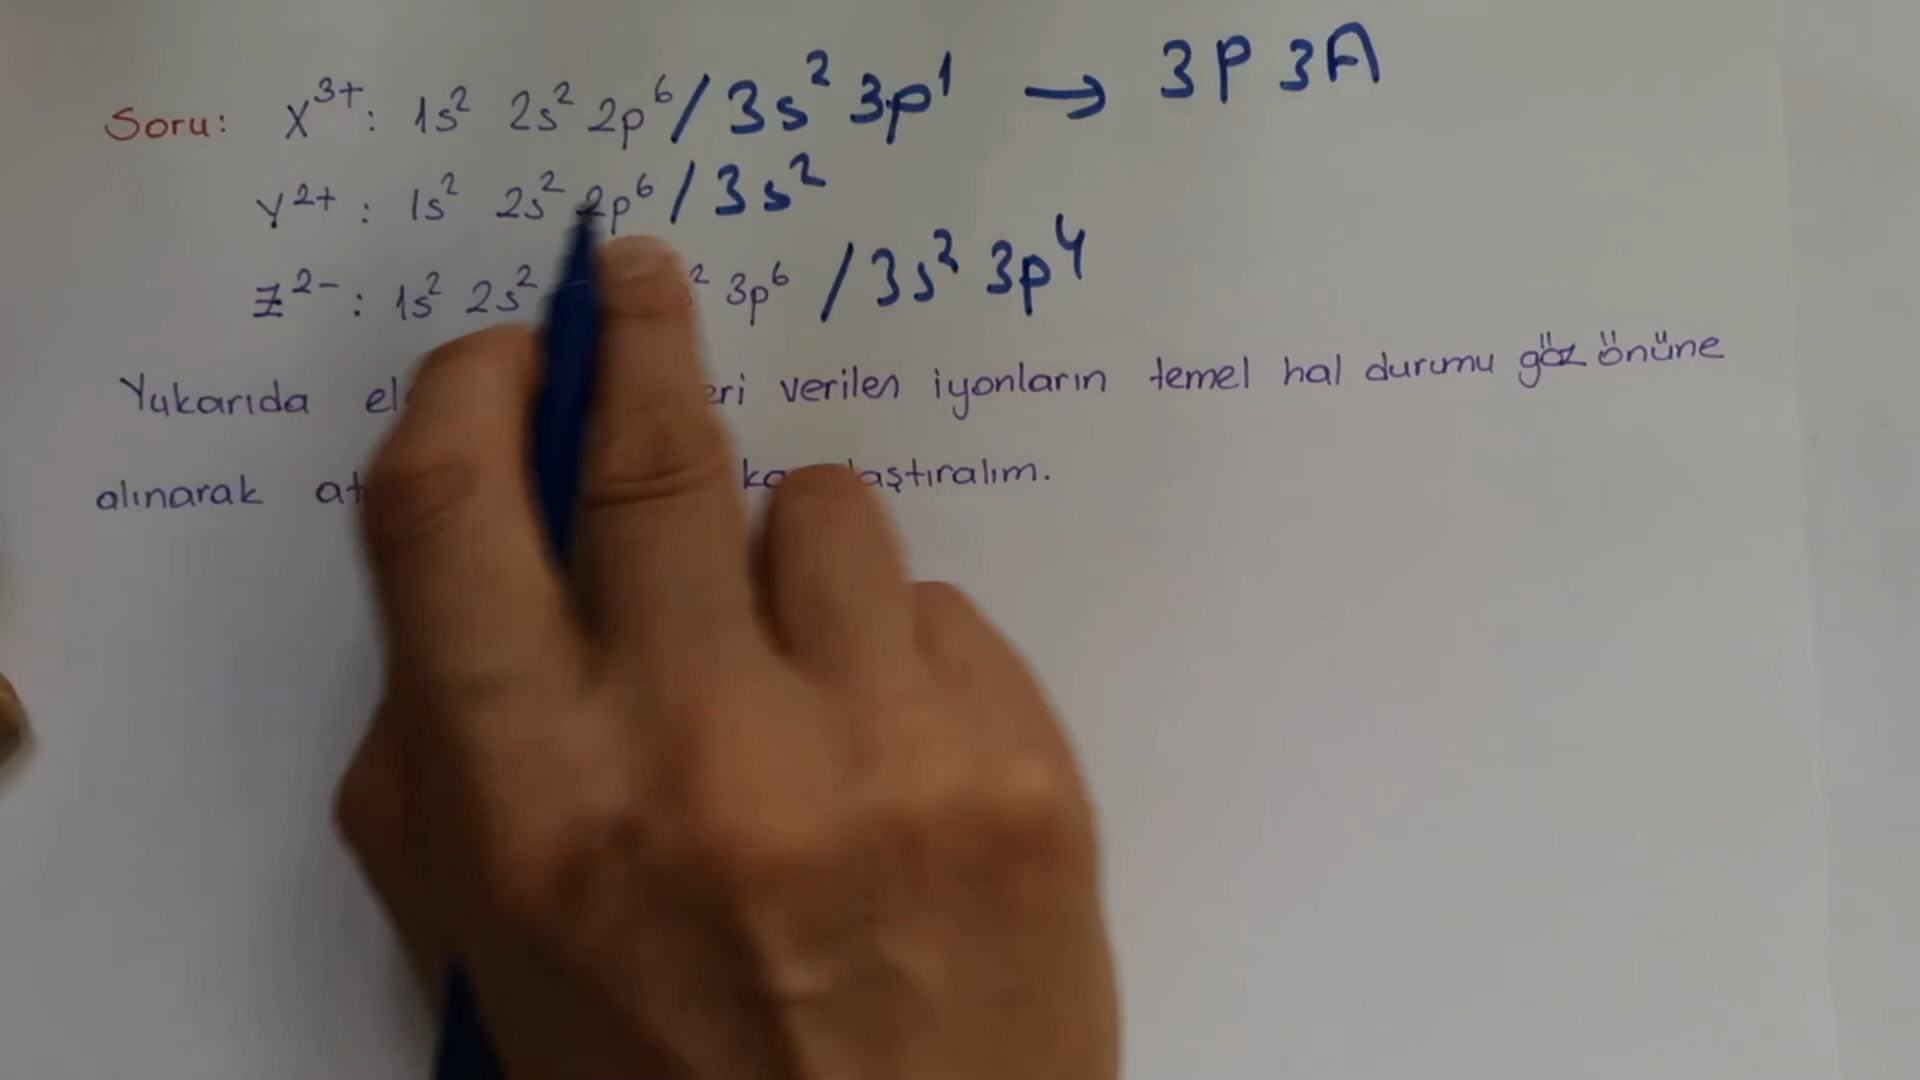 Soru: X³⁺: 1s² 2s² 2p⁶ / 3s² 3p¹ → 3P 3A
Y²⁺: 1s² 2s² 2p⁶ / 3s²
Z²⁻: 1s² 2s² 3p⁶ / 3s² 3p⁴
Yukarıda verilen iyonların temel hal durumu göz önüne
alınarak